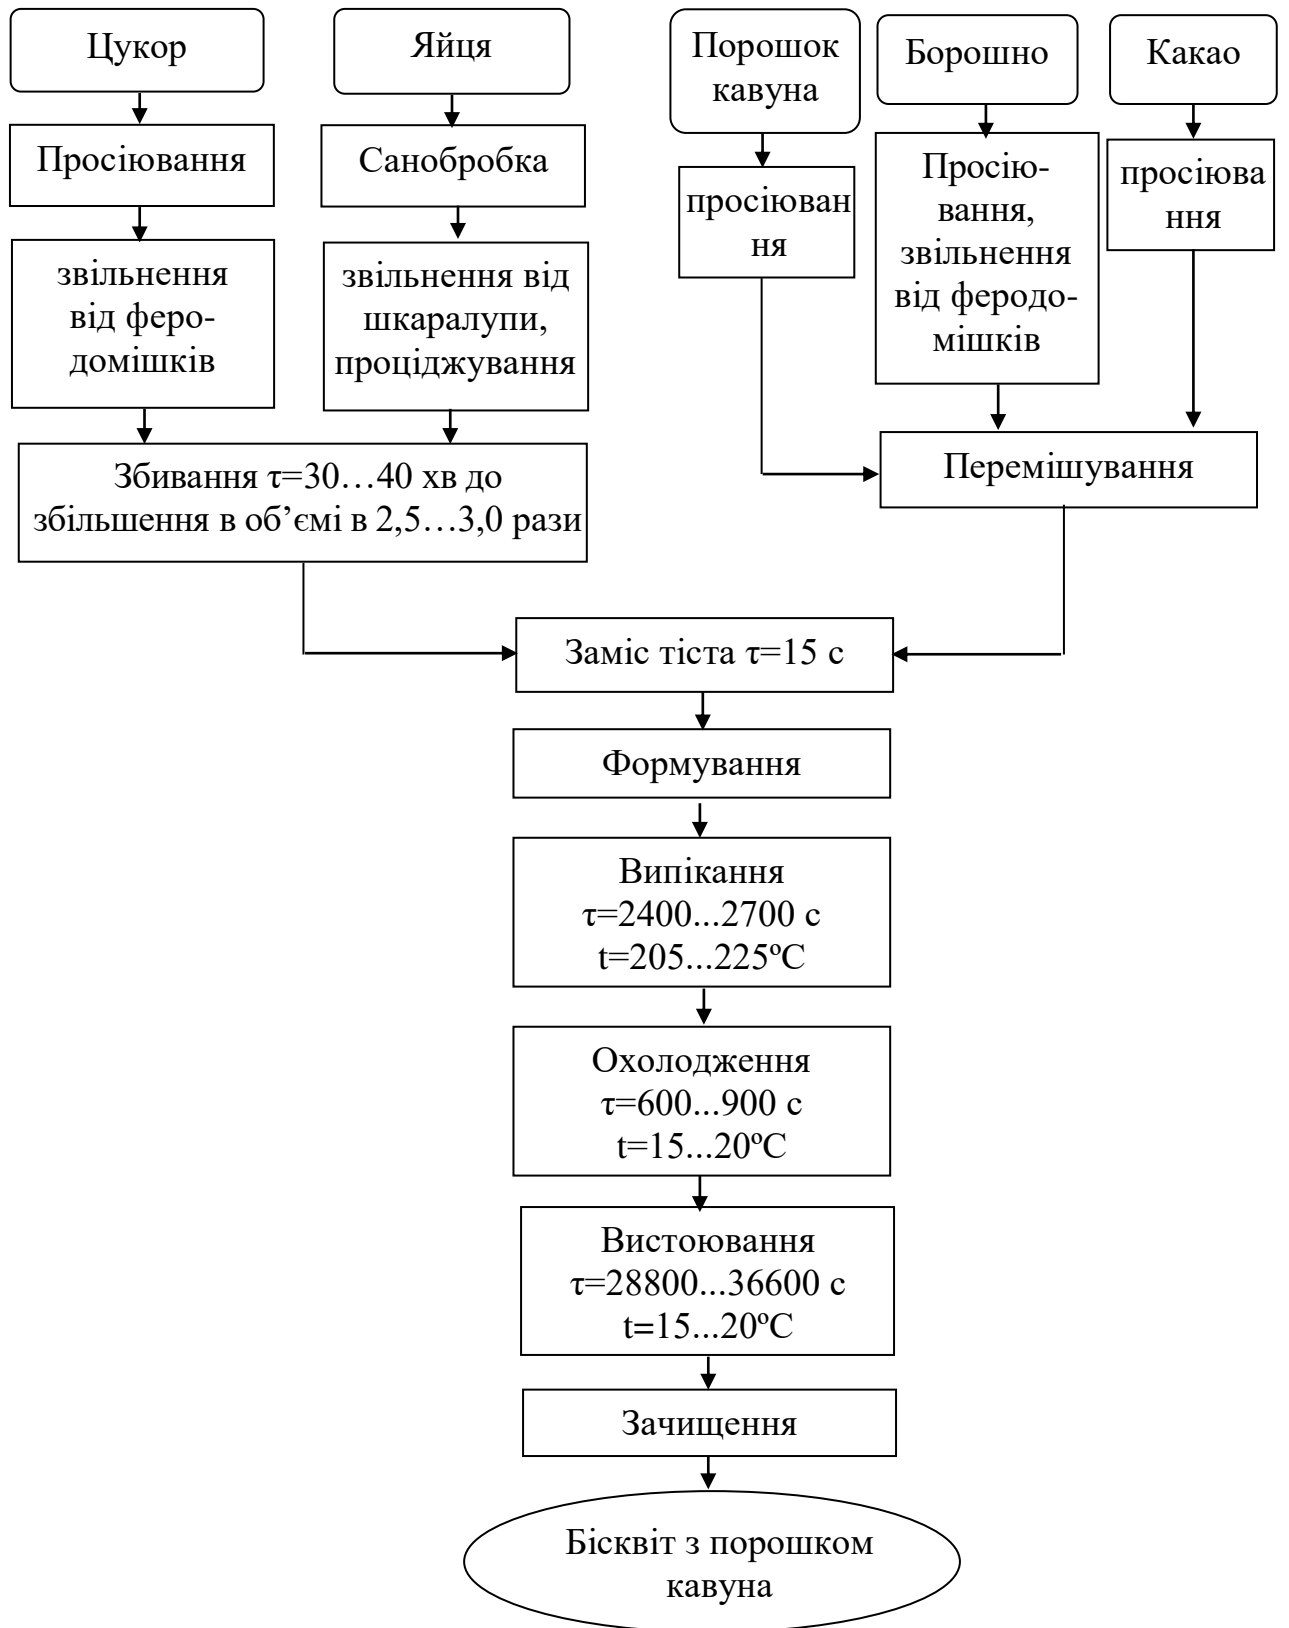 Цукор
Яйця
Порошок
кавуна
Борошно
Какао
Просіювання
Санобробка
просіюван
ня
Просію-
вання,
звільнення
від феродо-
мішків
просіюва
ння
звільнення
від феро-
домішків
звільнення від
шкаралупи,
проціджування
Збивання τ=30…40 хв до
збільшення в об’ємі в 2,5…3,0 рази
Перемішування
Заміс тіста τ=15 с
Формування
Випікання
τ=2400...2700 с
t=205...225ºС
Охолодження
τ=600...900 с
t=15...20ºС
Вистоювання
τ=28800...36600 с
t=15...20ºС
Зачищення
Бісквіт з порошком
кавуна